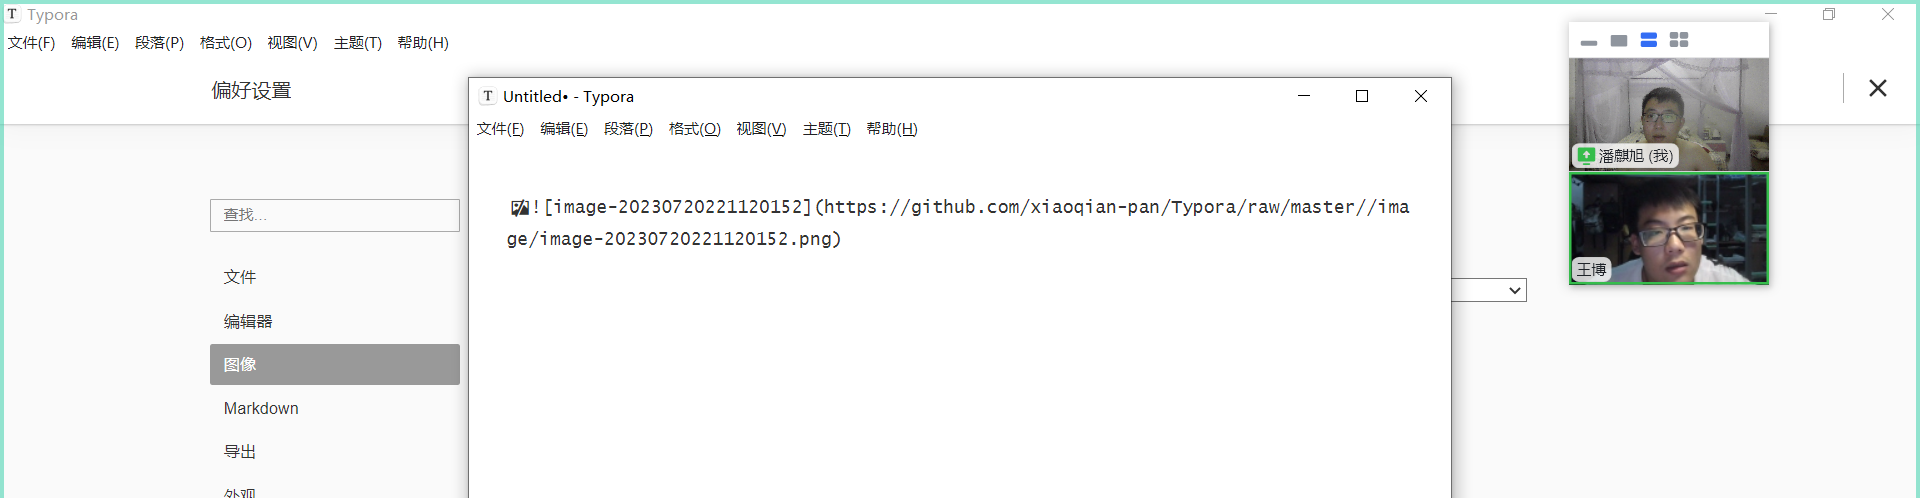 Typora
文件(F) 编辑(E) 段落(P) 格式(O) 视图(V) 主题(T) 帮助(H)
偏好设置
查找...
文件
编辑器
图像
Markdown
导出
外观
Untitled• - Typora
文件(F) 编辑(E) 段落(P) 格式(O) 视图(V) 主题(T) 帮助(H)
![image-20230720221120152](https://github.com/xiaoqian-pan/Typora/raw/master//ima
ge/image-20230720221120152.png)
潘麒旭 (我)
王博